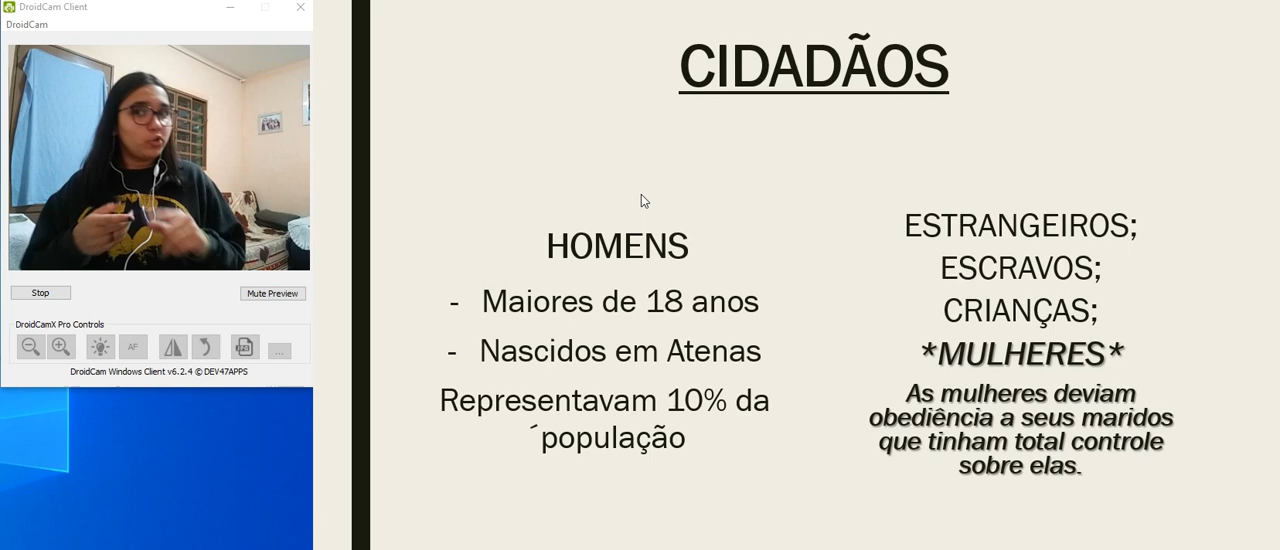 DroidCam Client
DroidCam
Stop
Mute Preview
DroidCamX Pro Controls
AF
JPG
...
DroidCam Windows Client v6.2.4 © DEV47APPS
CIDADÃOS
HOMENS
- Maiores de 18 anos
- Nascidos em Atenas
Representavam 10% da
´população
ESTRANGEIROS;
ESCRAVOS;
CRIANÇAS;
*MULHERES*
As mulheres deviam
obediência a seus maridos
que tinham total controle
sobre elas.